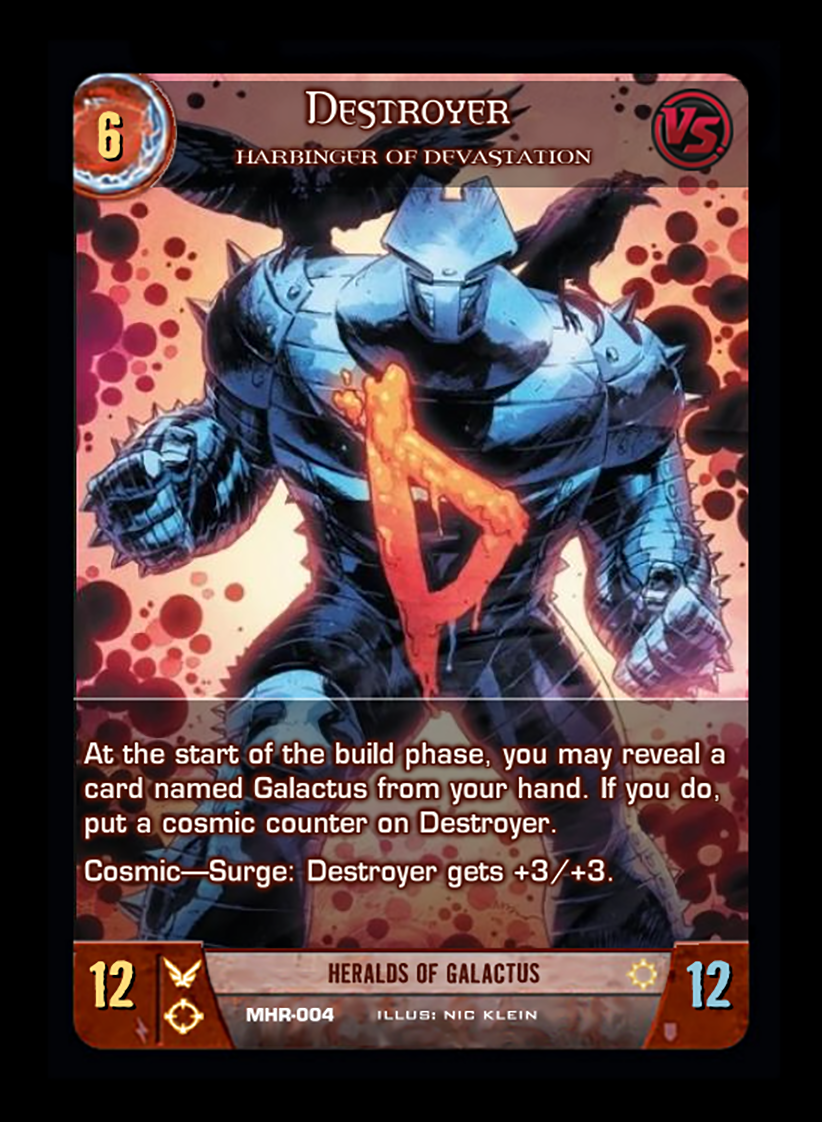 6
Destroyer
VS.
Harbinger of Devastation
At the start of the build phase, you may reveal a
card named Galactus from your hand. If you do,
put a cosmic counter on Destroyer.
Cosmic—Surge: Destroyer gets +3/+3.
12
HERALDS OF GALACTUS
12
MHR-004 ILLUS: NIC KLEIN